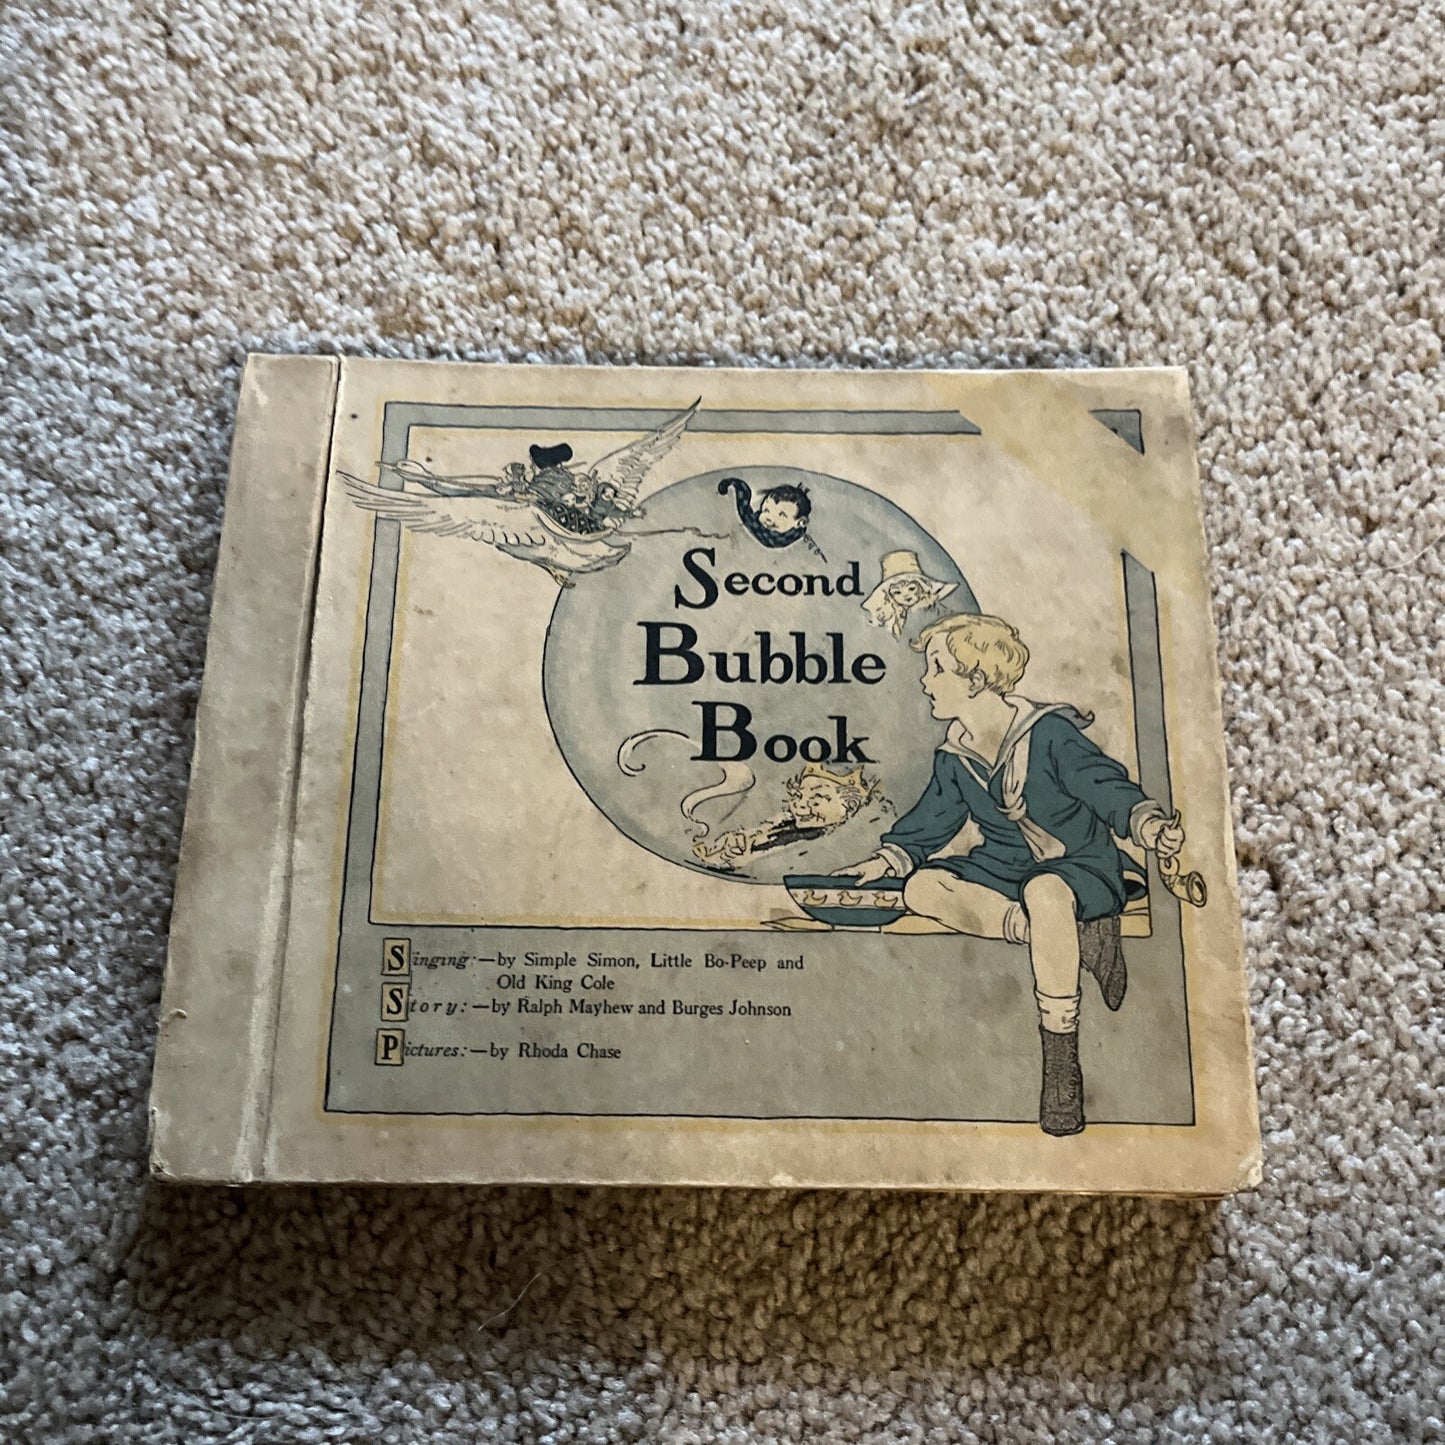 Second
Bubble
Book
Singing:—by Simple Simon, Little Bo-Peep and
Old King Cole
Story:—by Ralph Mayhew and Burges Johnson
Pictures:—by Rhoda Chase